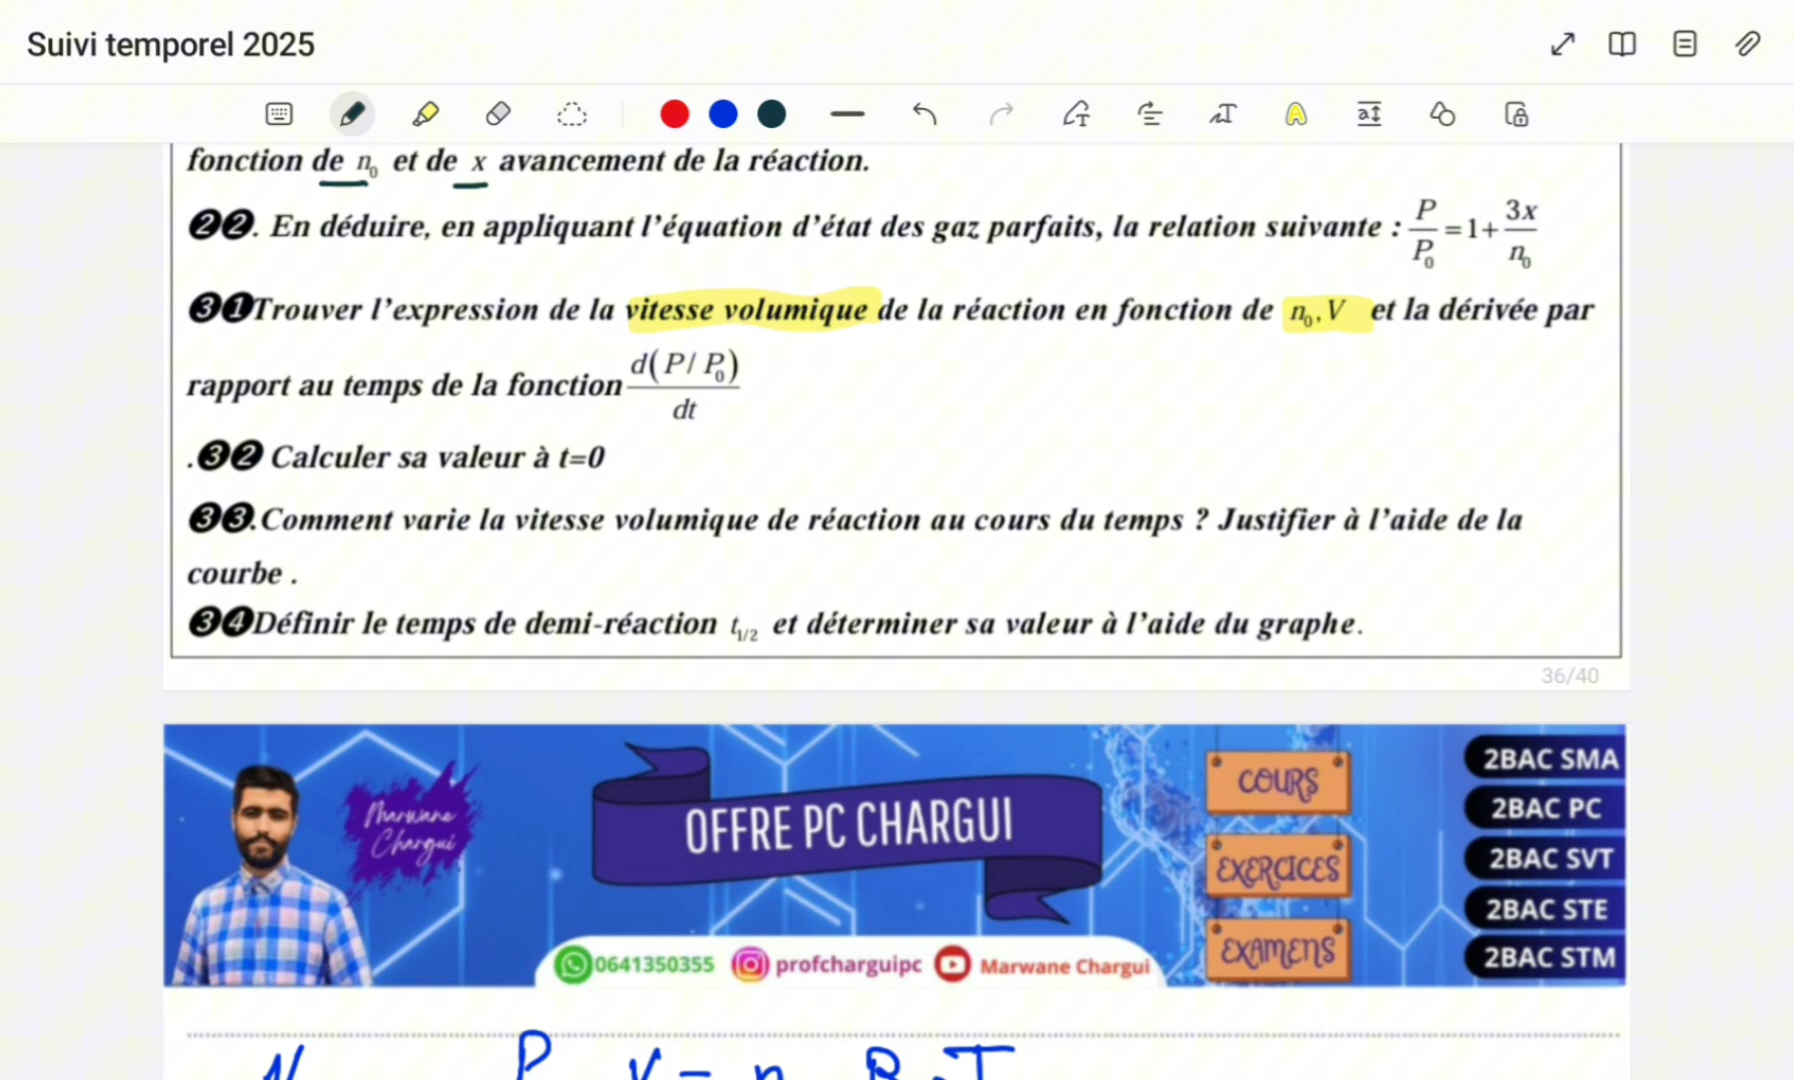 Suivi temporel 2025
fonction de n₀ et de x avancement de la réaction.
❷❷. En déduire, en appliquant l'équation d'état des gaz parfaits, la relation suivante : P/P₀ = 1 + 3x/n₀
❸❶Trouver l'expression de la vitesse volumique de la réaction en fonction de n₀, V et la dérivée par
rapport au temps de la fonction d(P/P₀)/dt
.❸❷ Calculer sa valeur à t=0
❸❸.Comment varie la vitesse volumique de réaction au cours du temps ? Justifier à l'aide de la
courbe .
❸❹Définir le temps de demi-réaction t₁/₂ et déterminer sa valeur à l'aide du graphe.
36/40
Marwane
Chargui
OFFRE PC CHARGUI
COURS
EXERCICES
EXAMENS
2BAC SMA
2BAC PC
2BAC SVT
2BAC STE
2BAC STM
0641350355 profcharguipc Marwane Chargui
P V = n R.T